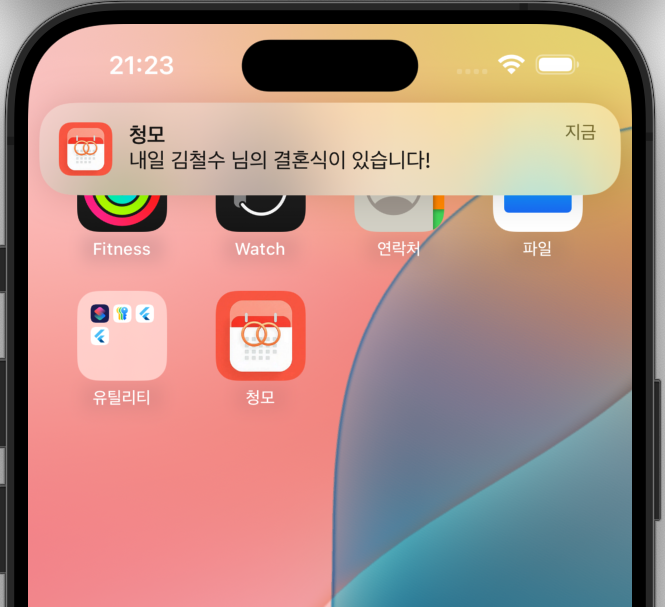 21:23
청모
지금
내일 김철수 님의 결혼식이 있습니다!
Fitness
Watch
연락처
파일
유틸리티
청모